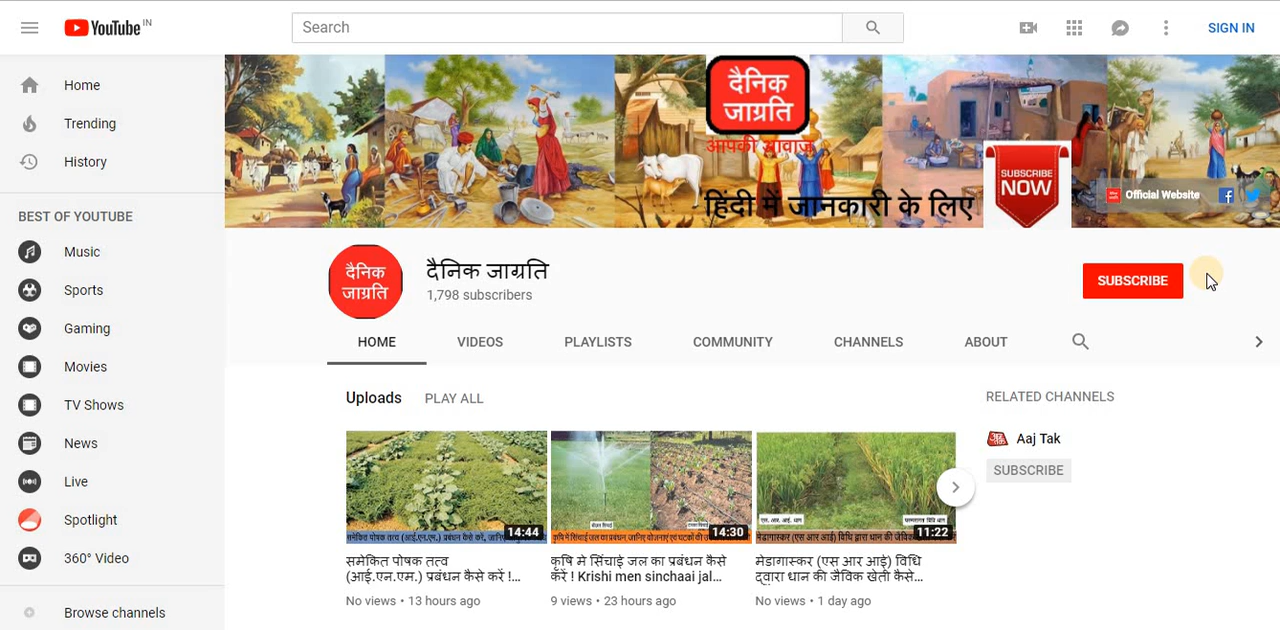 YouTube IN
Search
SIGN IN
Home
Trending
History
BEST OF YOUTUBE
Music
Sports
Gaming
Movies
TV Shows
News
Live
Spotlight
360° Video
Browse channels
दैनिक
जाग्रति
आपकी आवाज
हिंदी में जानकारी के लिए
SUBSCRIBE
NOW
Official Website
दैनिक
जाग्रति
दैनिक जाग्रति
1,798 subscribers
SUBSCRIBE
HOME VIDEOS PLAYLISTS COMMUNITY CHANNELS ABOUT
Uploads PLAY ALL
14:44
14:30
11:22
समेकित पोषक तत्व
(आई.एन.एम.) प्रबंधन कैसे करें !...
No views • 13 hours ago
कृषि मे सिंचाई जल का प्रबंधन कैसे
करें ! Krishi men sinchaai jal...
9 views • 23 hours ago
मेडागास्कर (एस आर आई) विधि
द्वारा धान की जैविक खेती कैसे...
No views • 1 day ago
RELATED CHANNELS
Aaj Tak
SUBSCRIBE